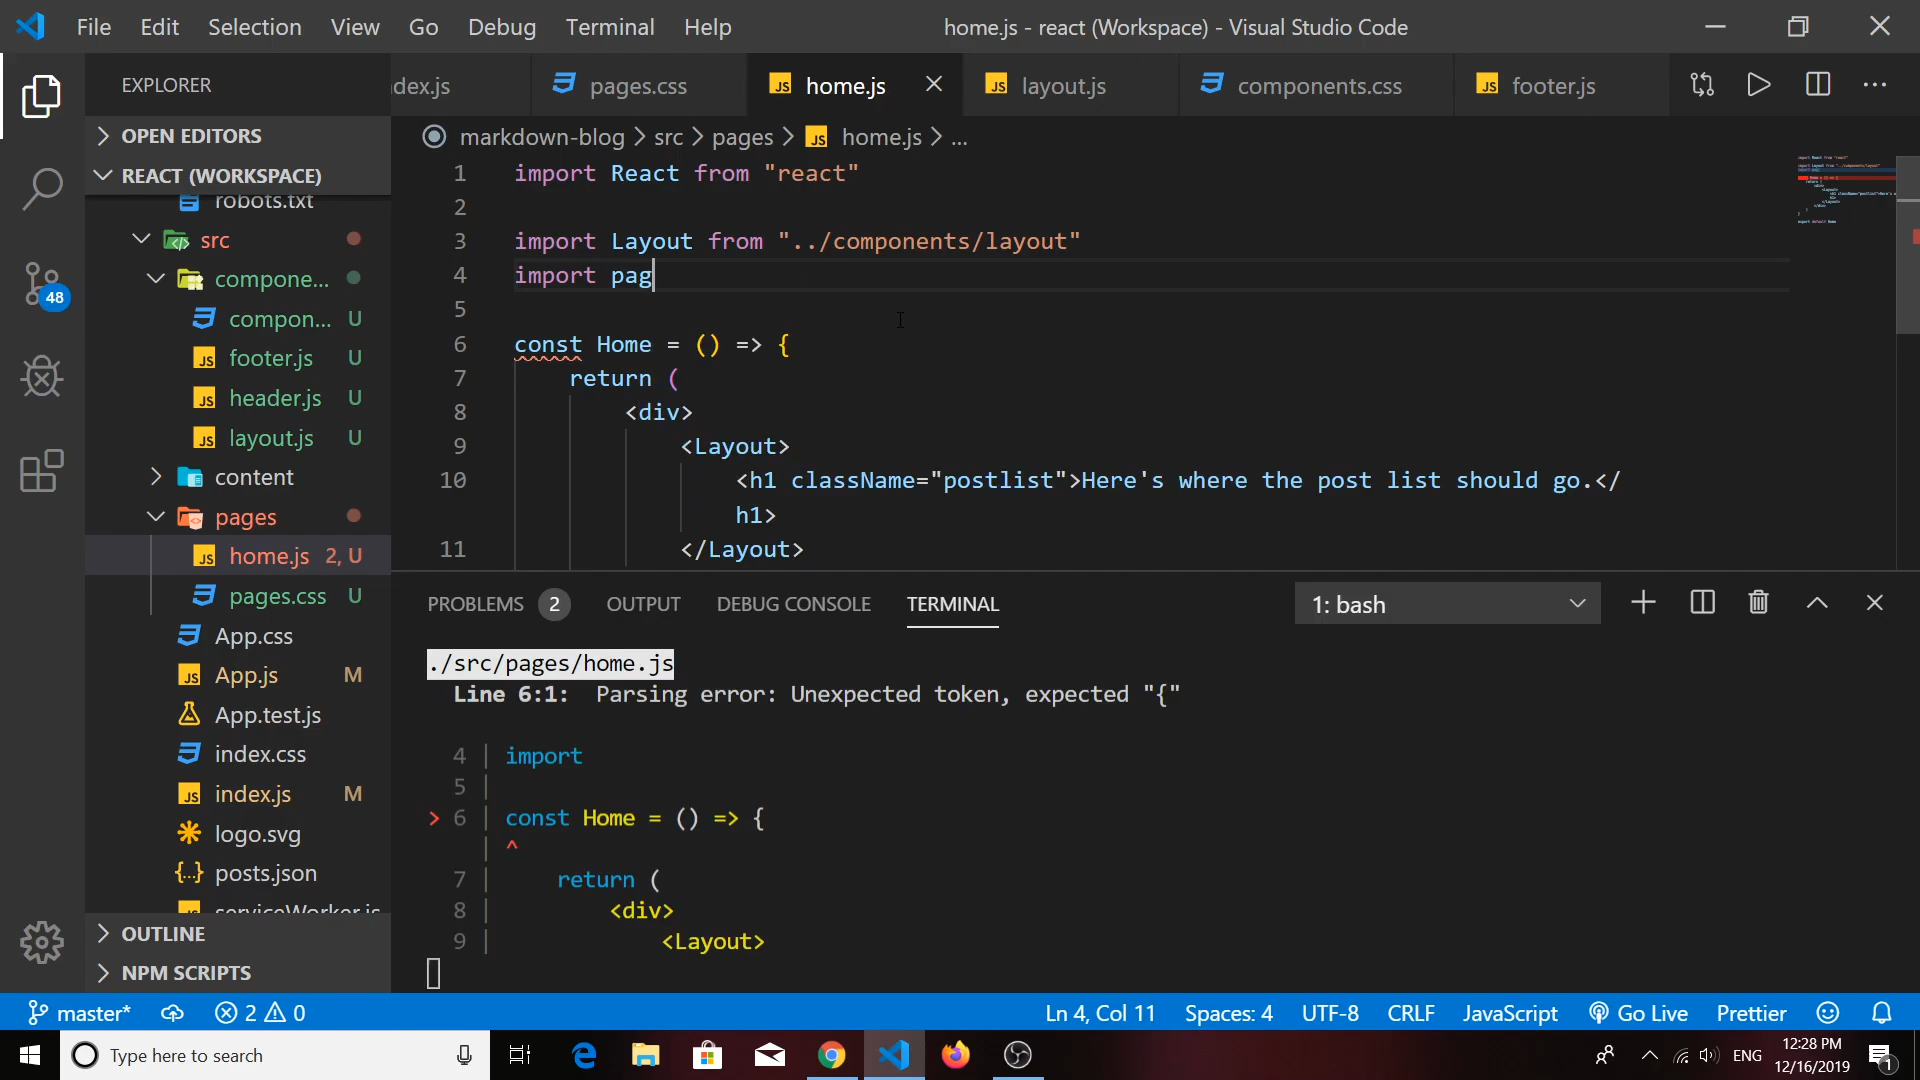 File Edit Selection View Go Debug Terminal Help
home.js - react (Workspace) - Visual Studio Code
EXPLORER
OPEN EDITORS
REACT (WORKSPACE)
robots.txt
src
compone...
compon... U
footer.js U
header.js U
layout.js U
content
pages
home.js 2, U
pages.css U
App.css
App.js M
App.test.js
index.css
index.js M
logo.svg
posts.json
serviceWorker.js
OUTLINE
NPM SCRIPTS
48
dex.js pages.css home.js layout.js components.css footer.js
markdown-blog > src > pages > home.js > ...
1 import React from "react"
2
3 import Layout from "../components/layout"
4 import pag
5
6 const Home = () => {
7 return (
8 <div>
9 <Layout>
10 <h1 className="postlist">Here's where the post list should go.</
h1>
11 </Layout>
PROBLEMS 2 OUTPUT DEBUG CONSOLE TERMINAL 1: bash
./src/pages/home.js
Line 6:1: Parsing error: Unexpected token, expected "{"
4 | import
5 |
> 6 | const Home = () => {
| ^
7 | return (
8 | <div>
9 | <Layout>
master* 2 0 Ln 4, Col 11 Spaces: 4 UTF-8 CRLF JavaScript Go Live Prettier
Type here to search
ENG
12:28 PM
12/16/2019
1